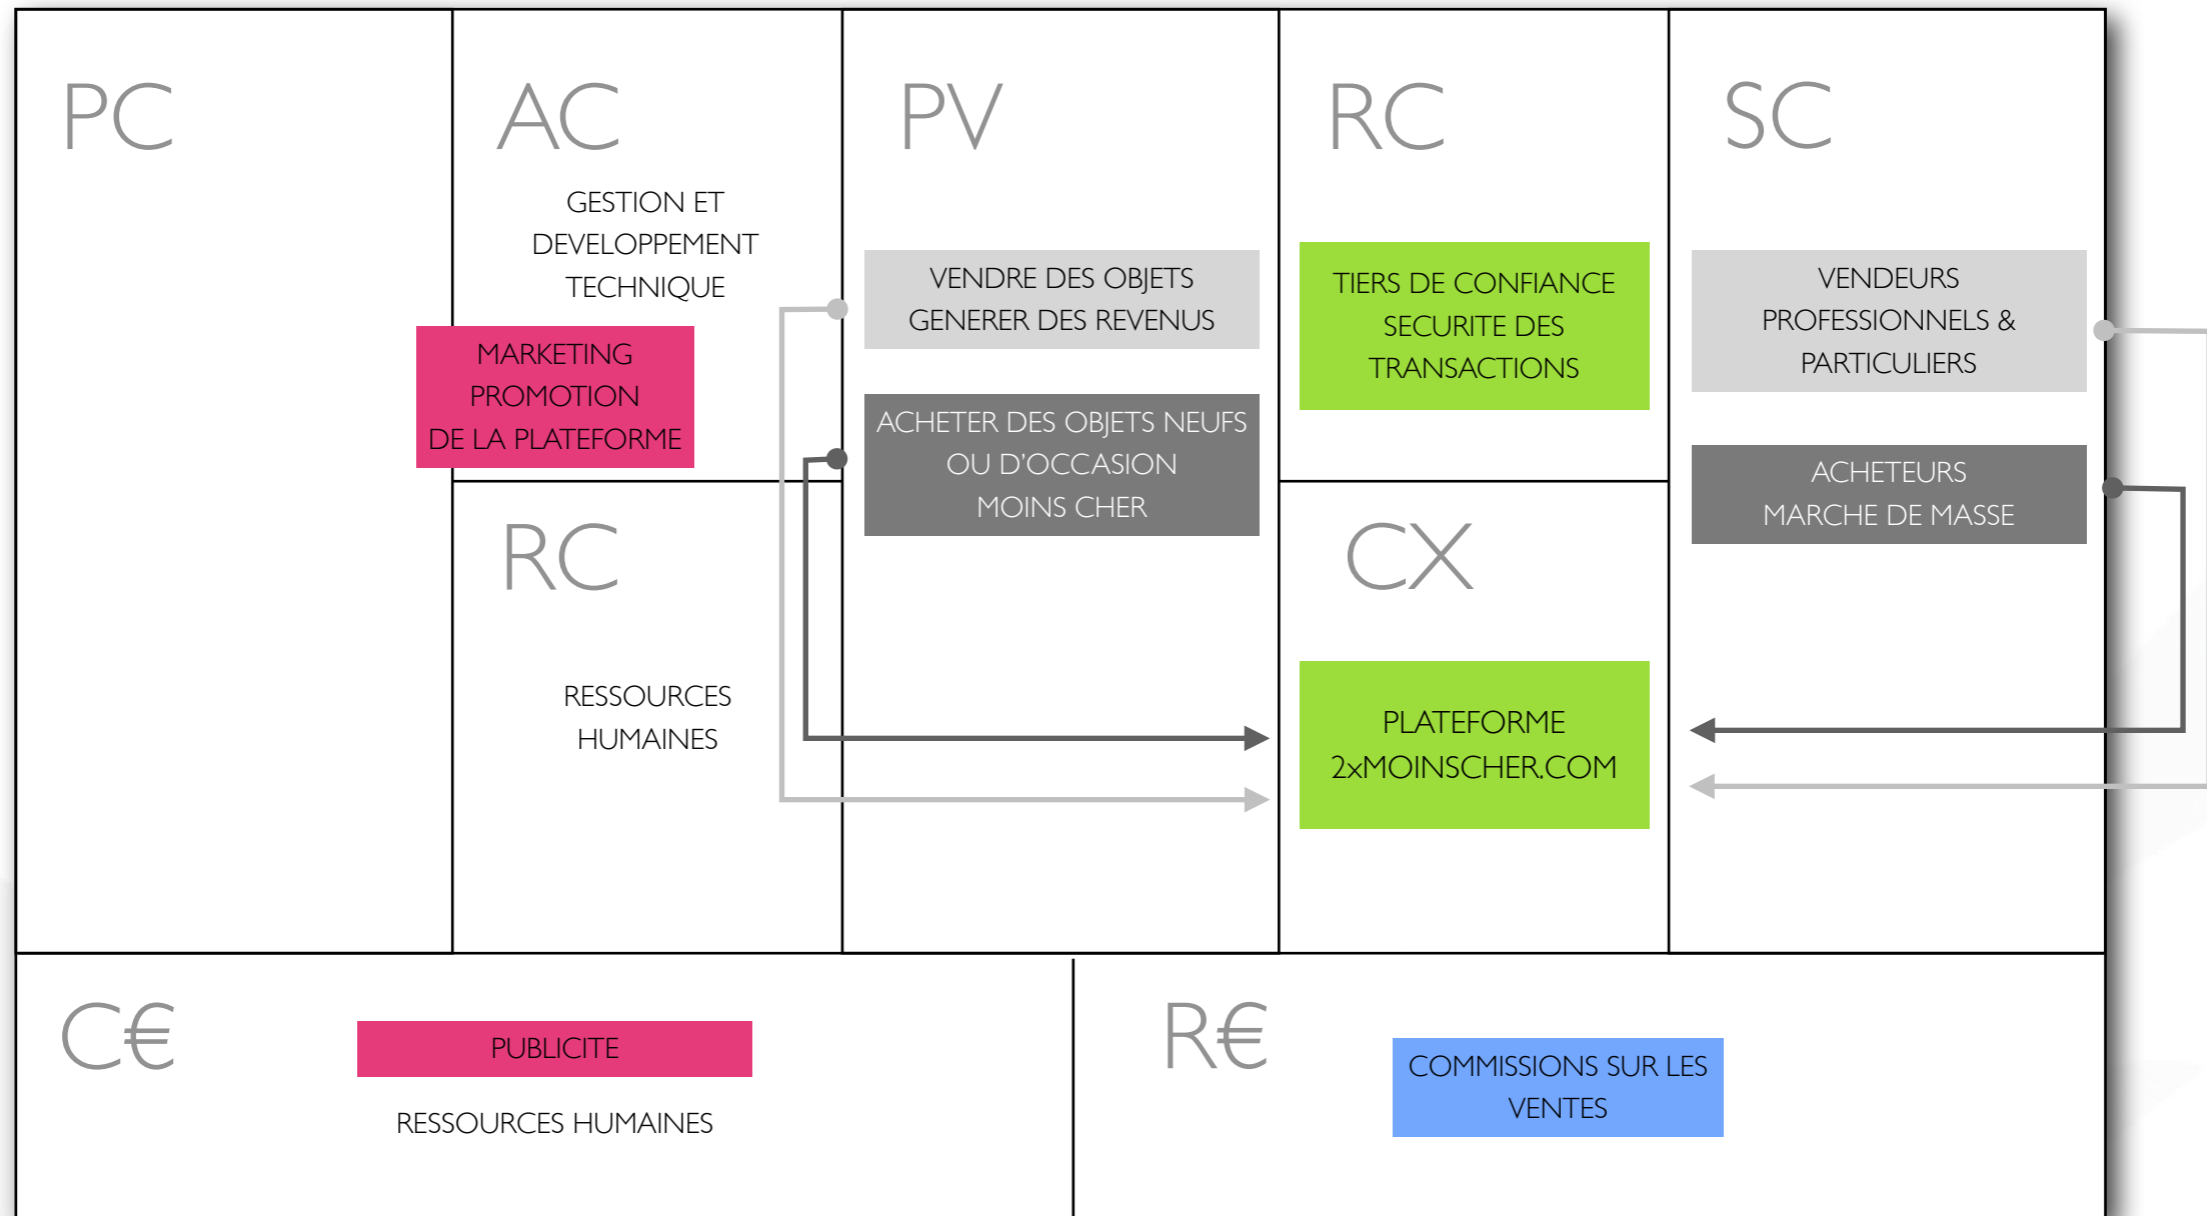 PC
AC
GESTION ET
DEVELOPPEMENT
TECHNIQUE
MARKETING
PROMOTION
DE LA PLATEFORME
RC
RESSOURCES
HUMAINES
PV
VENDRE DES OBJETS
GENERER DES REVENUS
ACHETER DES OBJETS NEUFS
OU D'OCCASION
MOINS CHER
RC
TIERS DE CONFIANCE
SECURITE DES
TRANSACTIONS
CX
PLATEFORME
2xMOINSCHER.COM
SC
VENDEURS
PROFESSIONNELS &
PARTICULIERS
ACHETEURS
MARCHE DE MASSE
C€
PUBLICITE
RESSOURCES HUMAINES
R€
COMMISSIONS SUR LES
VENTES